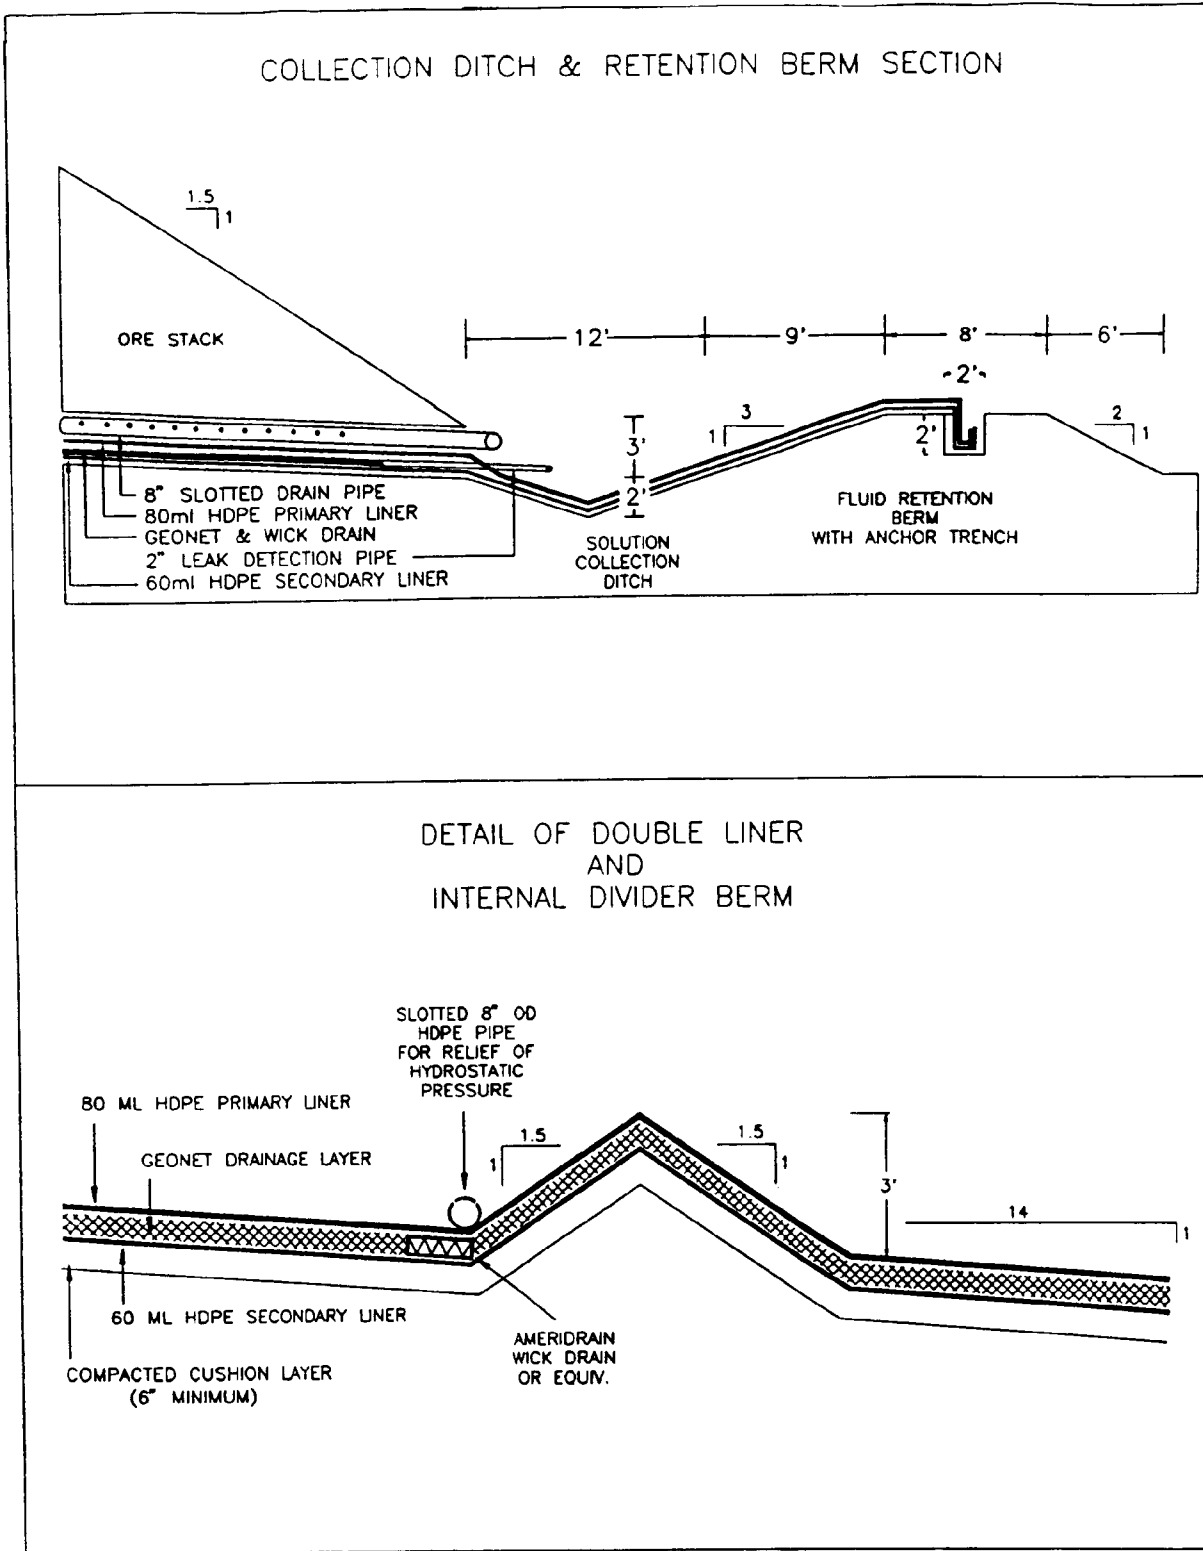 COLLECTION DITCH & RETENTION BERM SECTION
1.5
1
ORE STACK
12'
9'
8'
6'
2'
3
1
3'
2'
2'
2
1
8" SLOTTED DRAIN PIPE
80ml HDPE PRIMARY LINER
GEONET & WICK DRAIN
2" LEAK DETECTION PIPE
60ml HDPE SECONDARY LINER
SOLUTION
COLLECTION
DITCH
FLUID RETENTION
BERM
WITH ANCHOR TRENCH
DETAIL OF DOUBLE LINER
AND
INTERNAL DIVIDER BERM
SLOTTED 8" OD
HDPE PIPE
FOR RELIEF OF
HYDROSTATIC
PRESSURE
80 ML HDPE PRIMARY LINER
GEONET DRAINAGE LAYER
1.5
1
1.5
1
3'
14
1
60 ML HDPE SECONDARY LINER
COMPACTED CUSHION LAYER
(6" MINIMUM)
AMERIDRAIN
WICK DRAIN
OR EQUIV.